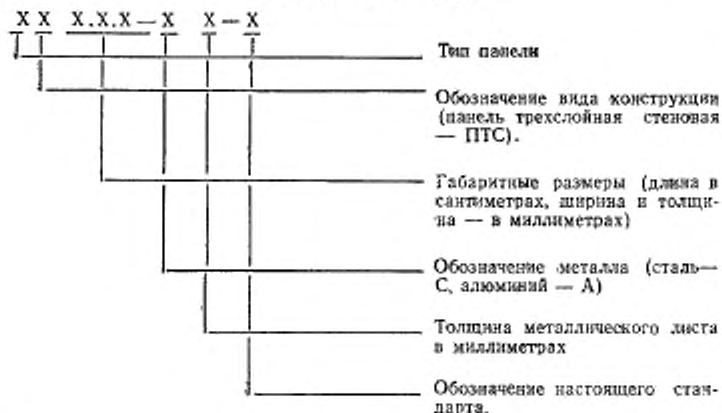 X X X.X.X—X X—X
Тип панели
Обозначение вида конструкции
(панель трехслойная стеновая
— ПТС).
Габаритные размеры (длина в
сантиметрах, ширина и толщи-
на — в миллиметрах)
Обозначение металла (сталь—
С, алюминий — А)
Толщина металлического листа
в миллиметрах
Обозначение настоящего стан-
дарта.